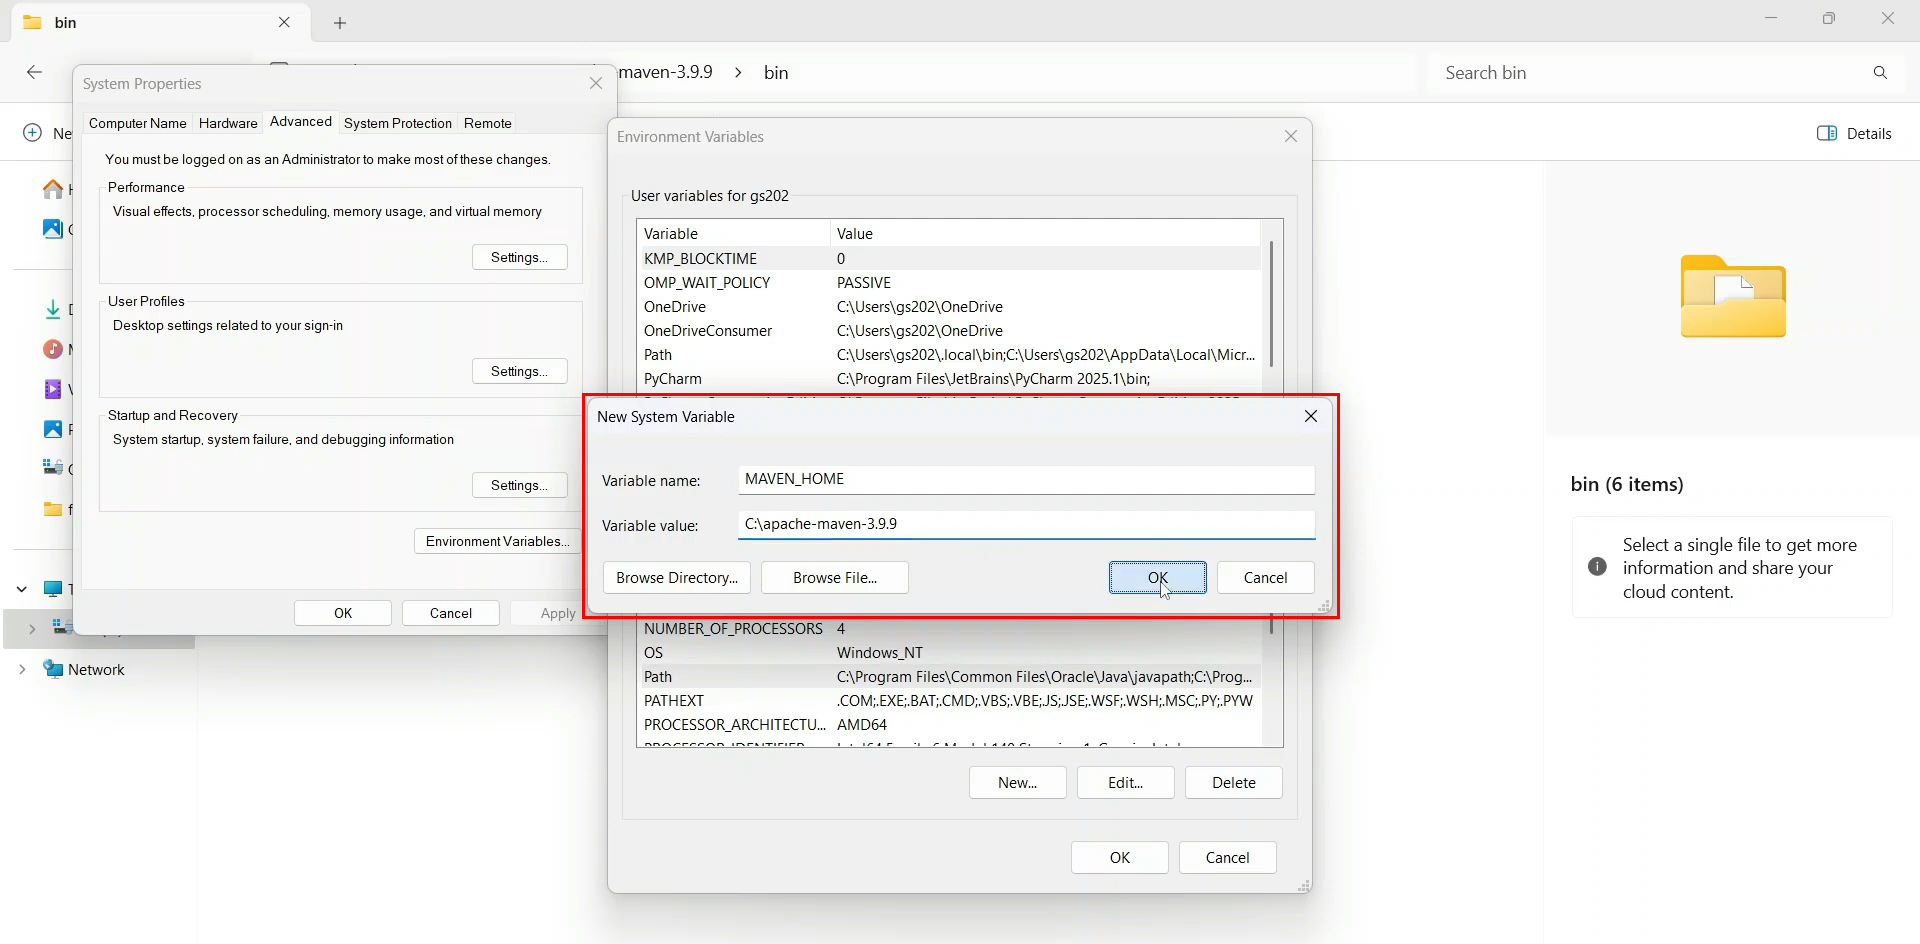 bin
maven-3.9.9 > bin
Search bin
Details
System Properties
Computer Name Hardware Advanced System Protection Remote
You must be logged on as an Administrator to make most of these changes.
Performance
Visual effects, processor scheduling, memory usage, and virtual memory
Settings...
User Profiles
Desktop settings related to your sign-in
Settings...
Startup and Recovery
System startup, system failure, and debugging information
Settings...
Environment Variables...
OK Cancel Apply
Network
Environment Variables
User variables for gs202
Variable Value
KMP_BLOCKTIME 0
OMP_WAIT_POLICY PASSIVE
OneDrive C:\Users\gs202\OneDrive
OneDriveConsumer C:\Users\gs202\OneDrive
Path C:\Users\gs202\.local\bin;C:\Users\gs202\AppData\Local\Micr...
PyCharm C:\Program Files\JetBrains\PyCharm 2025.1\bin;
New System Variable
Variable name: MAVEN_HOME
Variable value: C:\apache-maven-3.9.9
Browse Directory... Browse File... OK Cancel
NUMBER_OF_PROCESSORS 4
OS Windows_NT
Path C:\Program Files\Common Files\Oracle\Java\javapath;C:\Prog...
PATHEXT .COM;.EXE;.BAT;.CMD;.VBS;.VBE;.JS;.JSE;.WSF;.WSH;.MSC;.PY;.PYW
PROCESSOR_ARCHITECTU... AMD64
New... Edit... Delete
OK Cancel
bin (6 items)
Select a single file to get more
information and share your
cloud content.